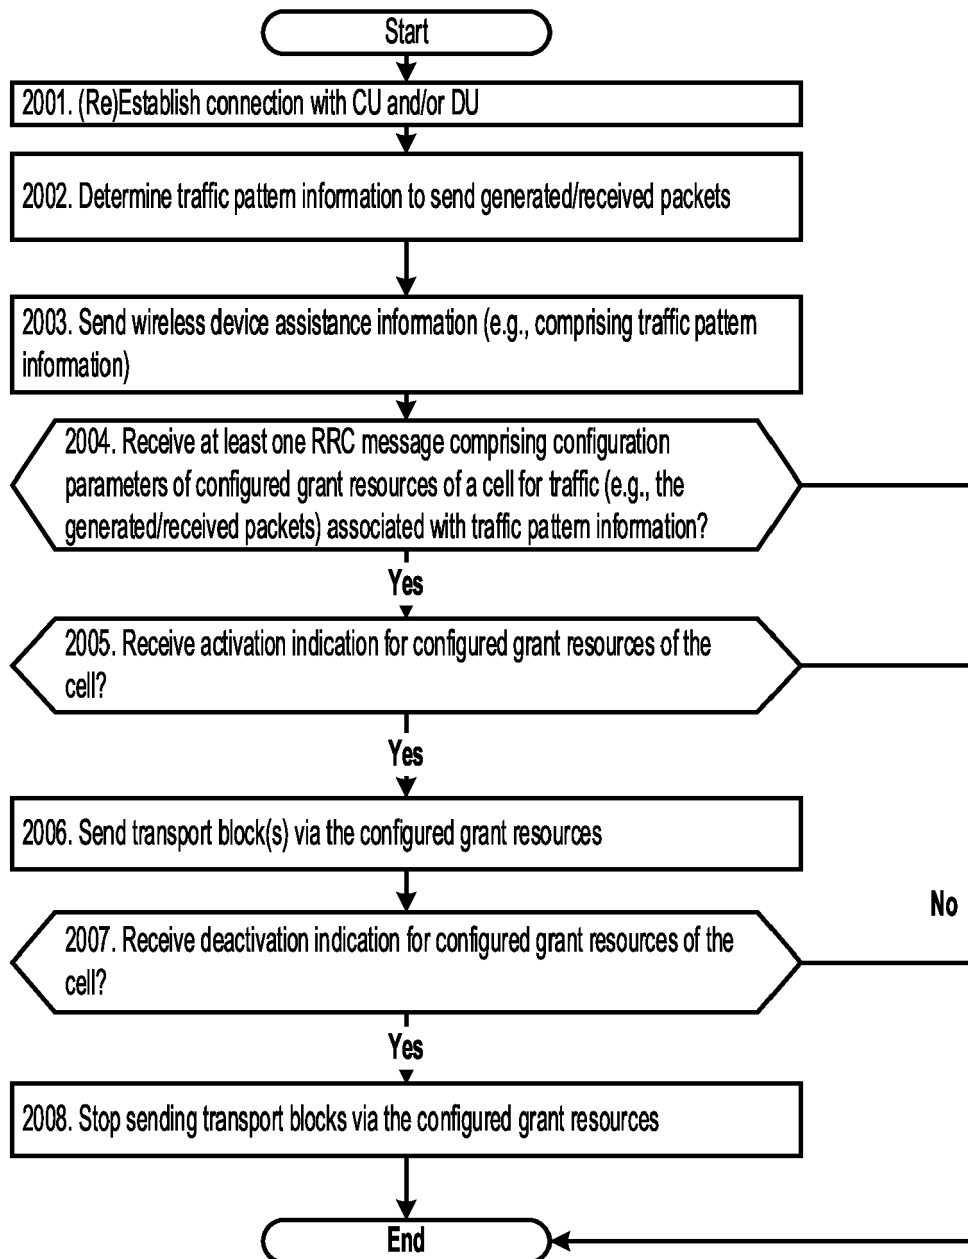 Start
2001. (Re)Establish connection with CU and/or DU
2002. Determine traffic pattern information to send generated/received packets
2003. Send wireless device assistance information (e.g., comprising traffic pattern
information)
2004. Receive at least one RRC message comprising configuration
parameters of configured grant resources of a cell for traffic (e.g., the
generated/received packets) associated with traffic pattern information?
Yes
2005. Receive activation indication for configured grant resources of the
cell?
Yes
2006. Send transport block(s) via the configured grant resources
No
2007. Receive deactivation indication for configured grant resources of the
cell?
Yes
2008. Stop sending transport blocks via the configured grant resources
End